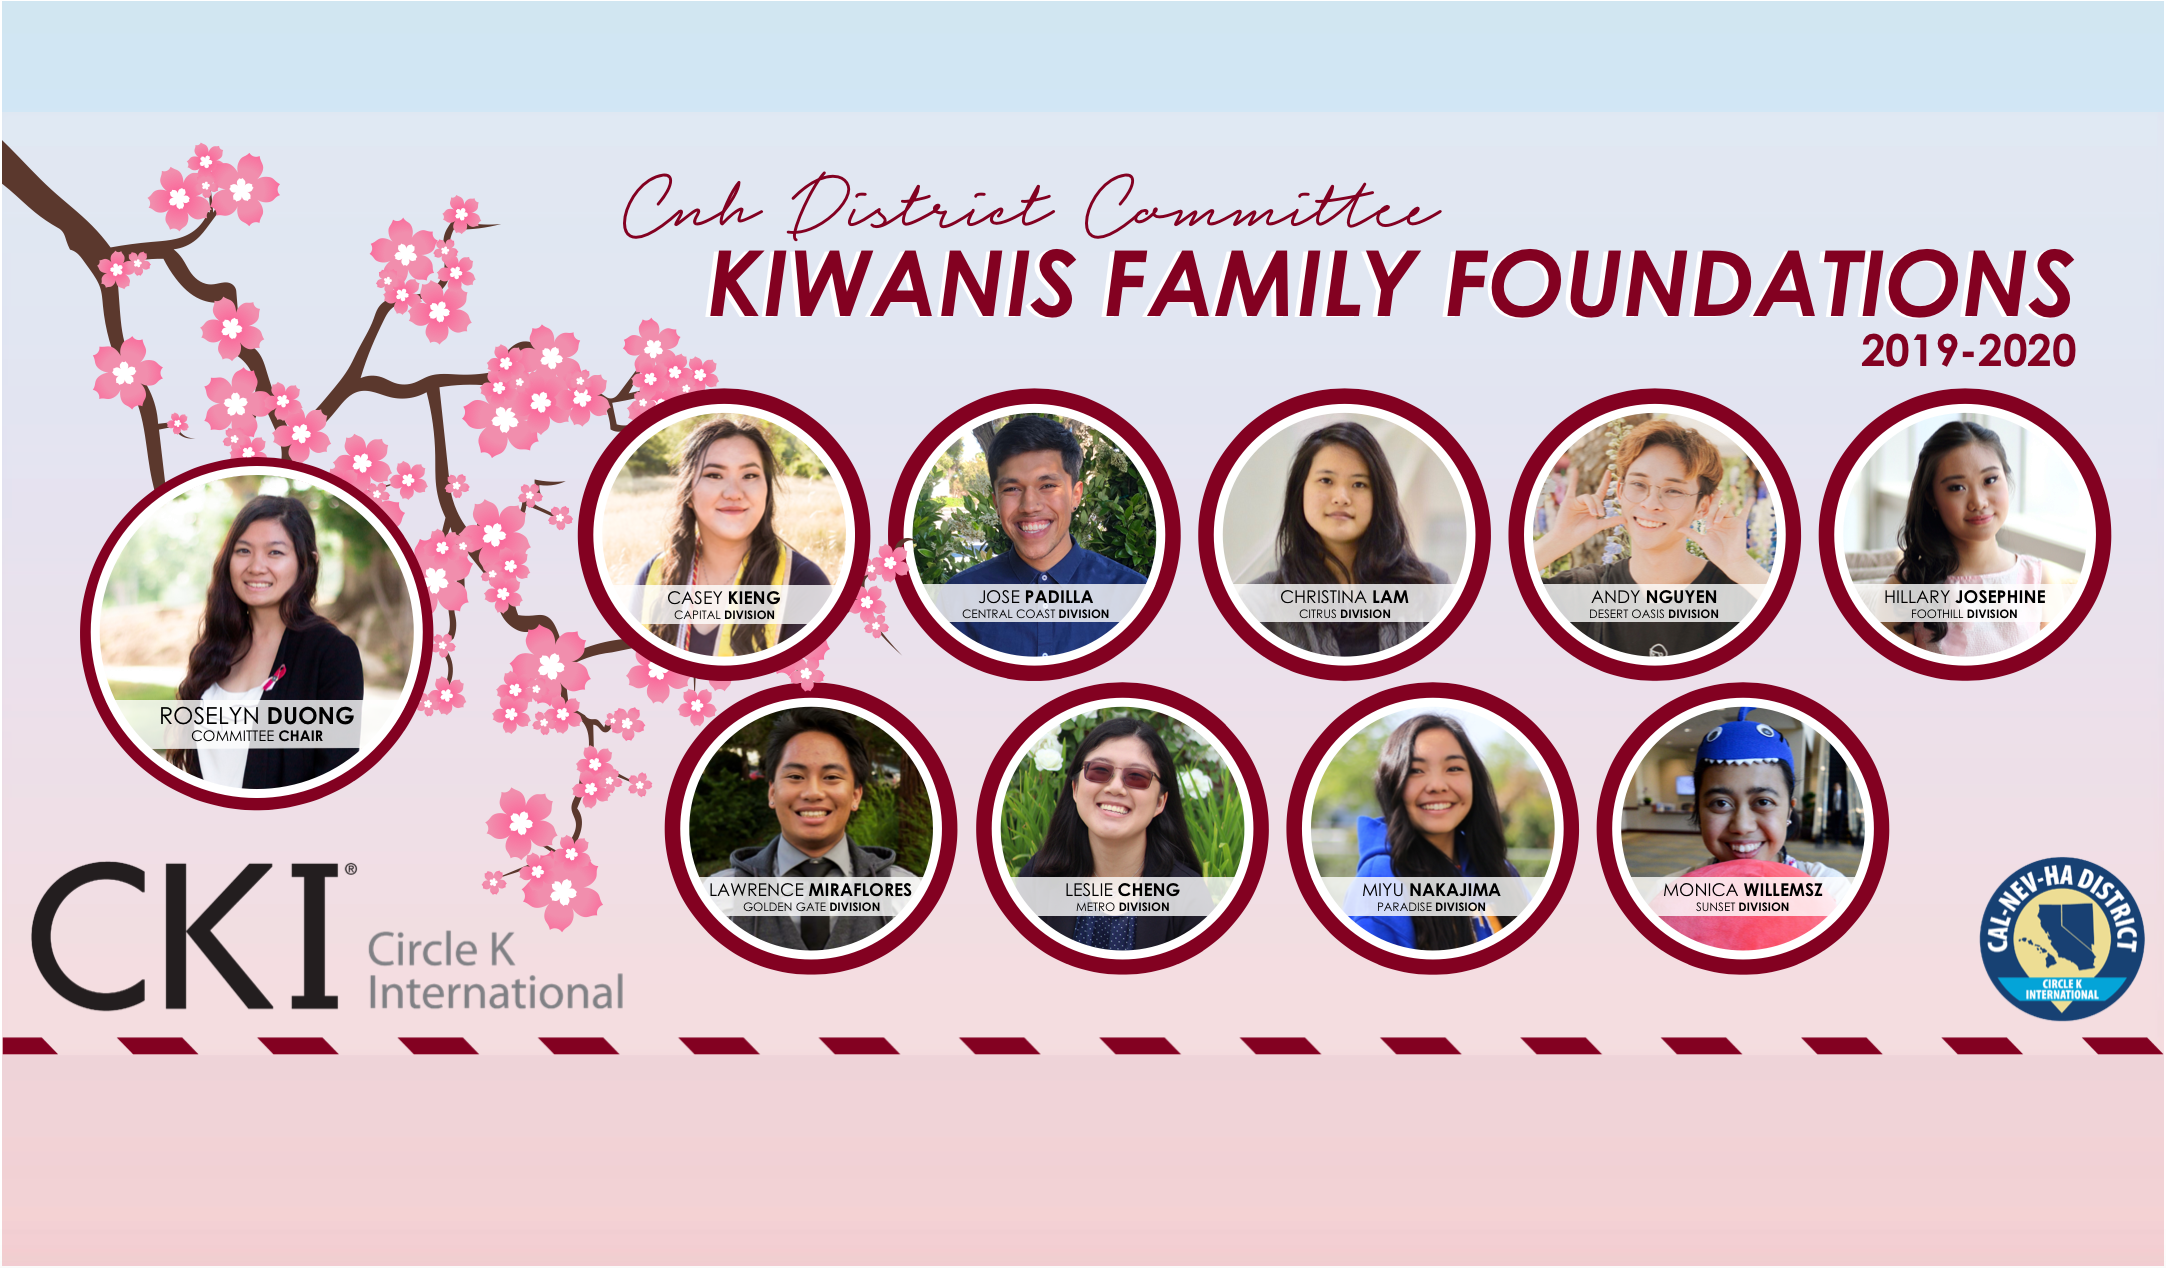 Cnh District Committee
KIWANIS FAMILY FOUNDATIONS
2019-2020
ROSELYN DUONG
COMMITTEE CHAIR
CASEY KIENG
CAPITAL DIVISION
JOSE PADILLA
CENTRAL COAST DIVISION
CHRISTINA LAM
CITRUS DIVISION
ANDY NGUYEN
DESERT OASIS DIVISION
HILLARY JOSEPHINE
FOOTHILL DIVISION
LAWRENCE MIRAFLORES
GOLDEN GATE DIVISION
LESLIE CHENG
METRO DIVISION
MIYU NAKAJIMA
PARADISE DIVISION
MONICA WILLEMSZ
SUNSET DIVISION
CKI®
Circle K
International
CAL-NEV-HA DISTRICT
CIRCLE K
INTERNATIONAL